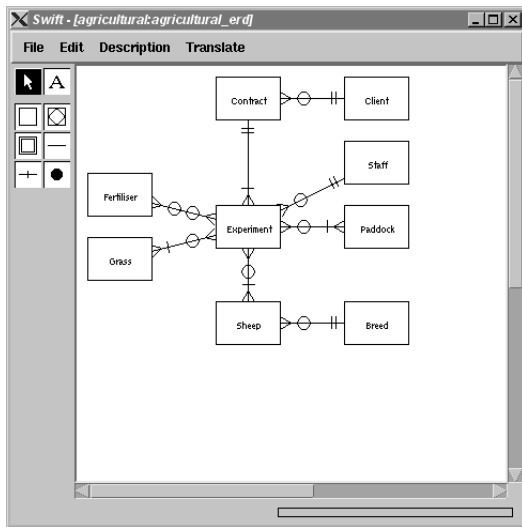 Swift - [agricultural:agricultural_erd]
File Edit Description Translate
A
Contract
Client
Staff
Fertiliser
Experiment
Paddock
Grass
Sheep
Breed